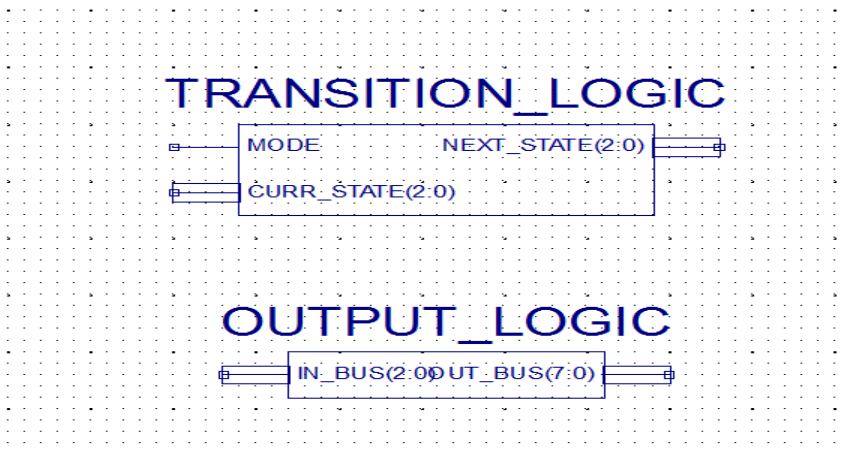 TRANSITION_LOGIC
MODE NEXT_STATE(2:0)
CURR_STATE(2:0)
OUTPUT_LOGIC
IN_BUS(2:0) OUT_BUS(7:0)